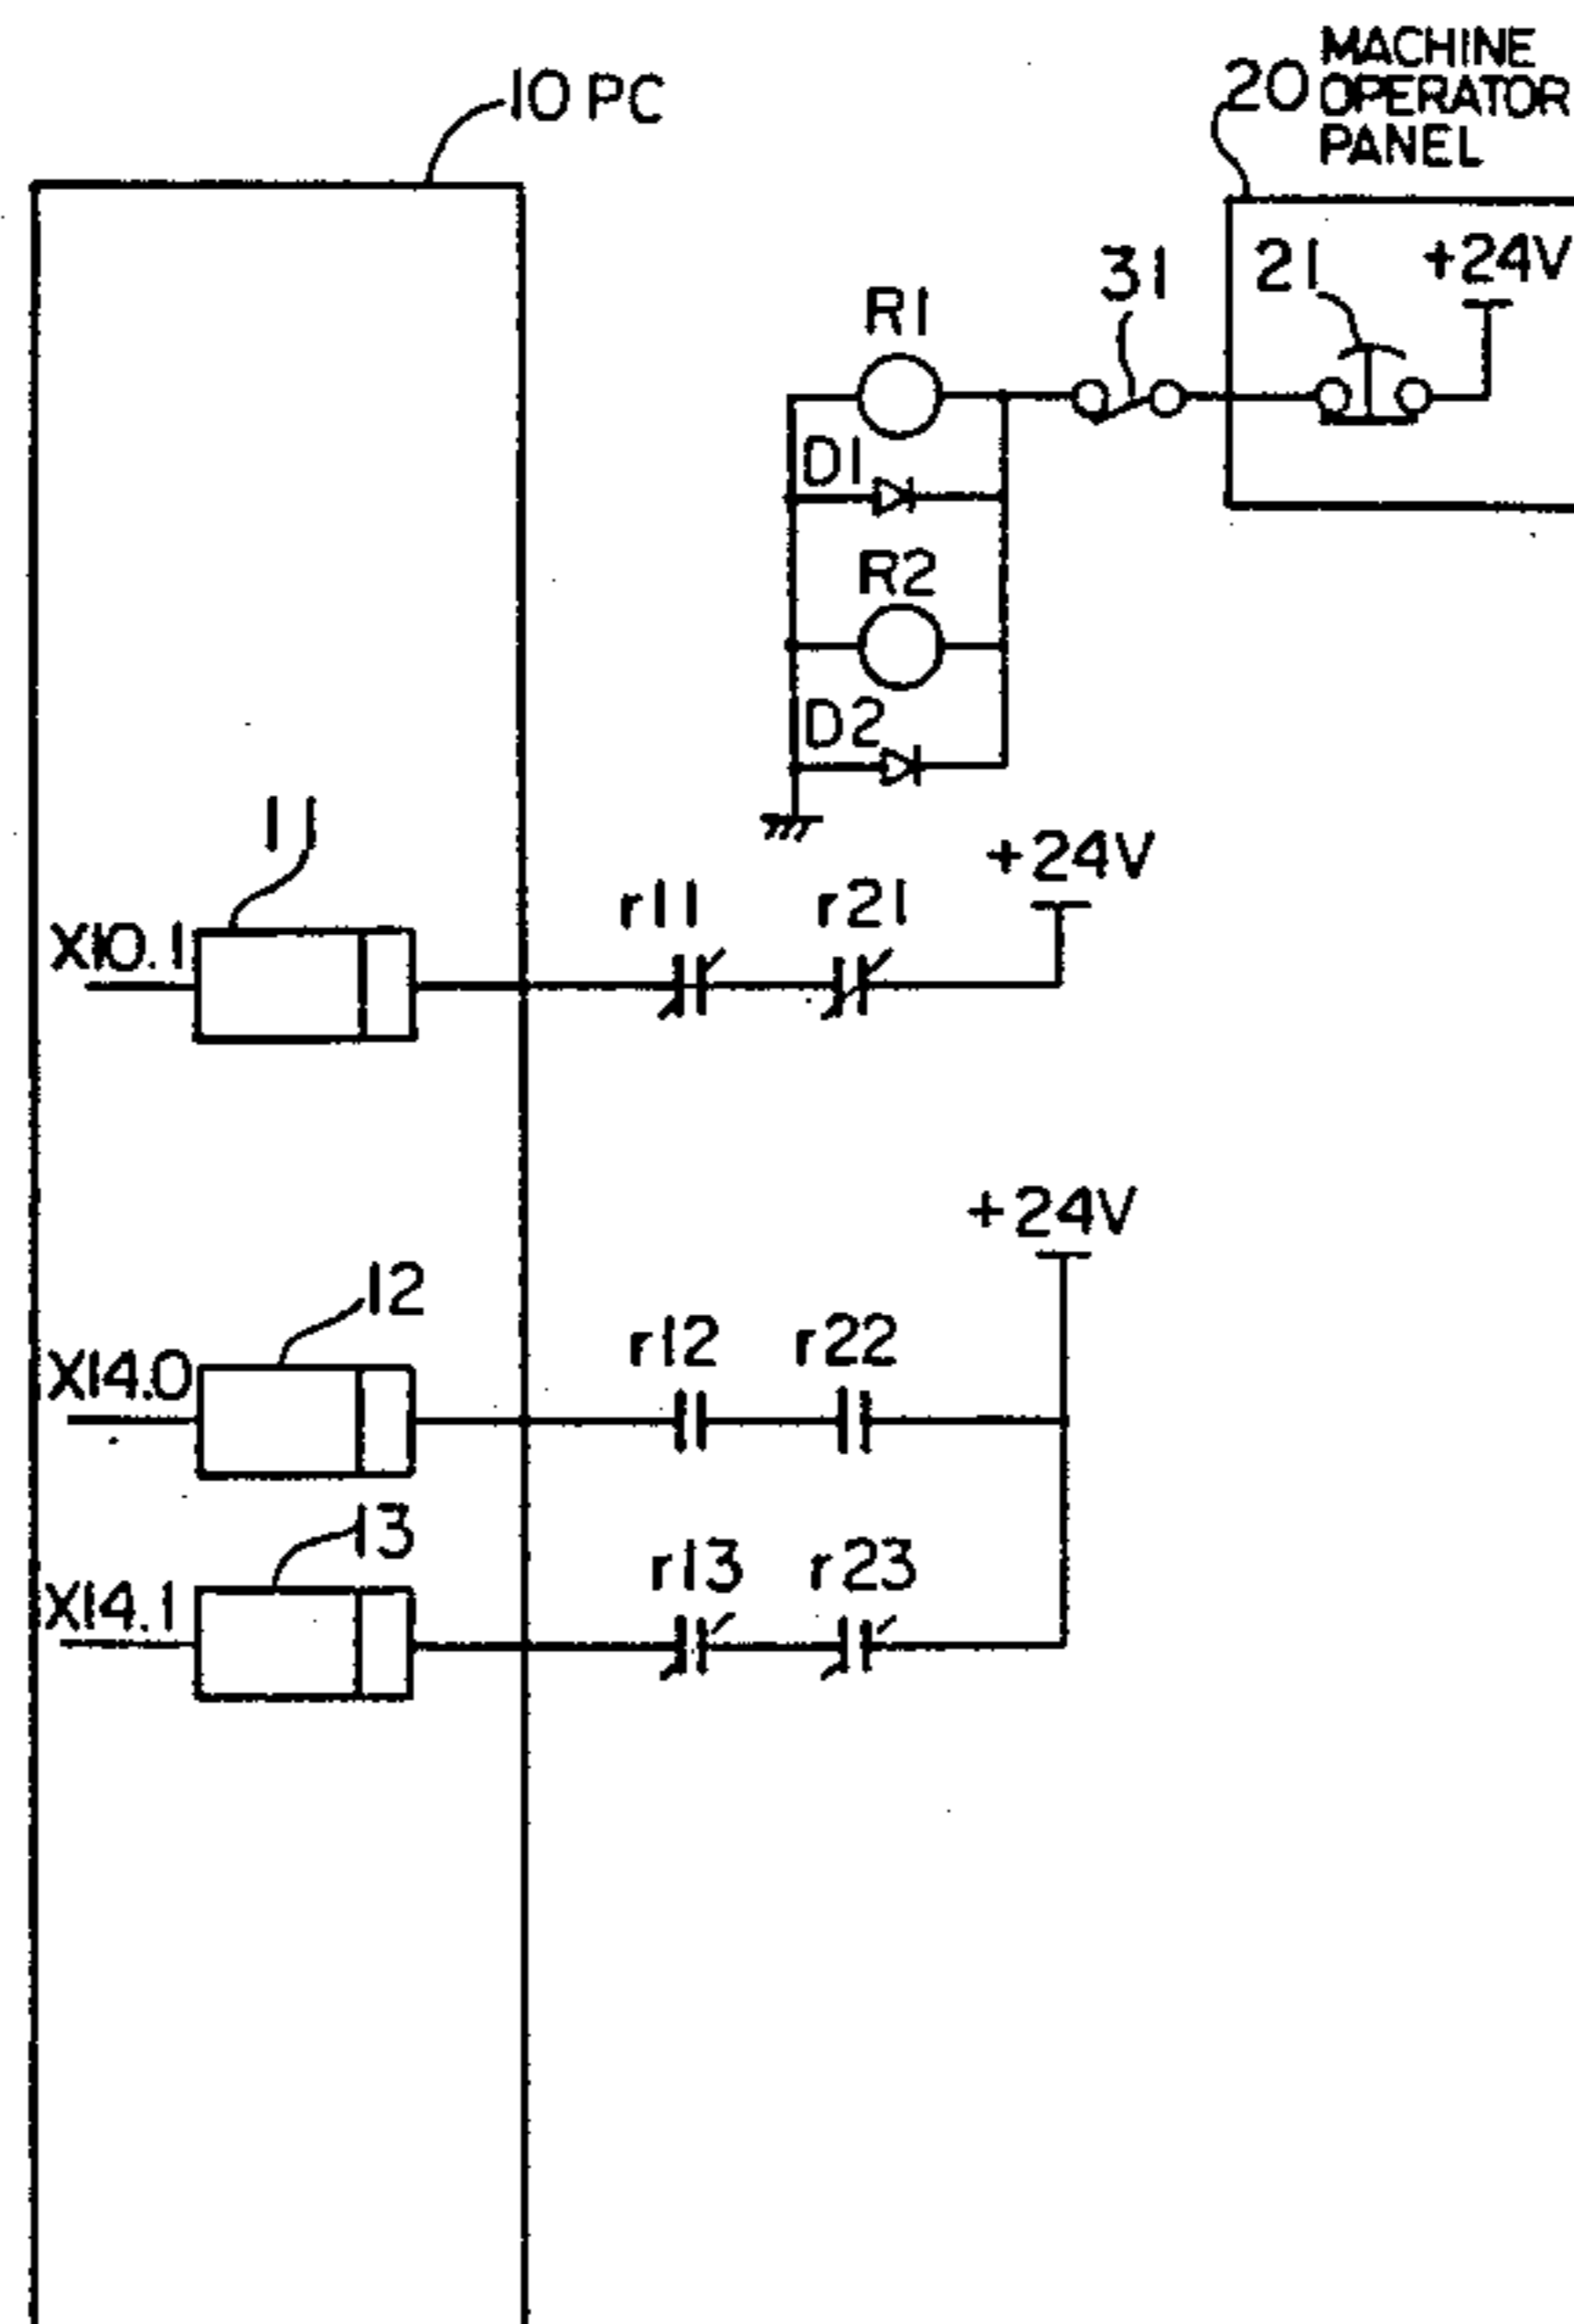 10 PC
20 MACHINE
OPERATOR
PANEL
31
21
+24V
R1
D1
R2
D2
11
+24V
r11
r21
X10.1
+24V
12
r12
r22
X14.0
13
r13
r23
X14.1